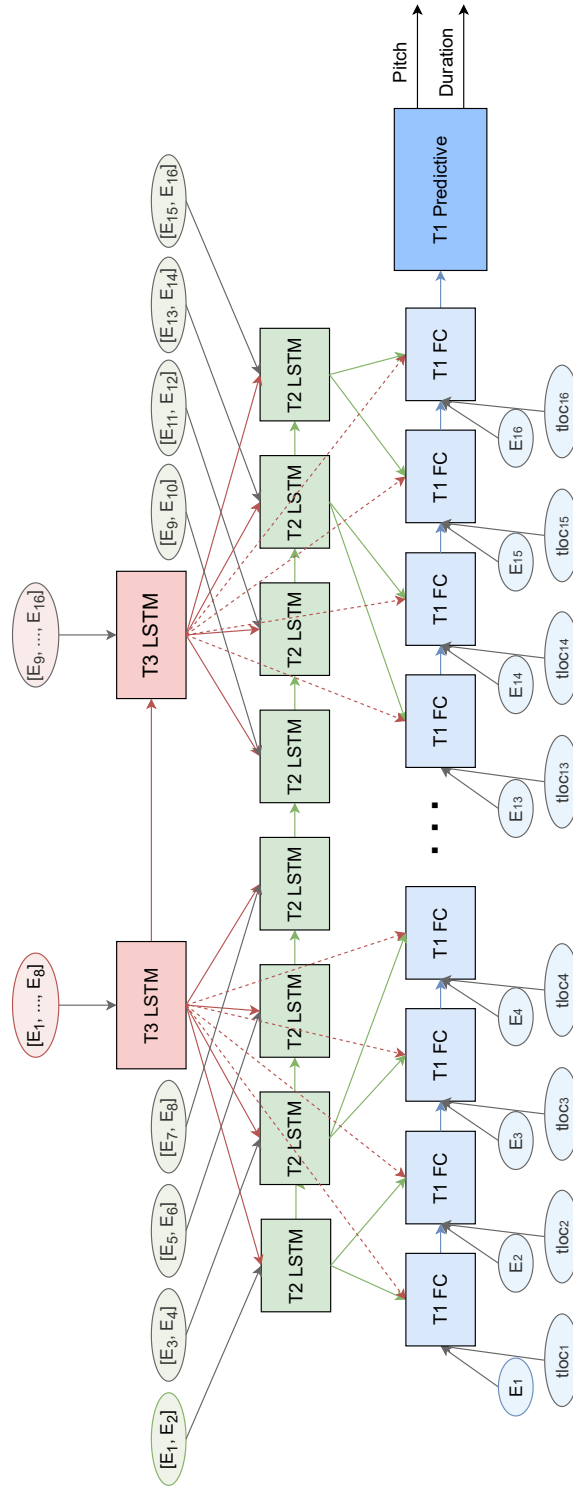 [E1, ..., E8]
[E9, ..., E16]
T3 LSTM
T3 LSTM
[E1, E2]
[E3, E4]
[E5, E6]
[E7, E8]
[E9, E10]
[E11, E12]
[E13, E14]
[E15, E16]
T2 LSTM
T2 LSTM
T2 LSTM
T2 LSTM
T2 LSTM
T2 LSTM
T2 LSTM
T2 LSTM
Pitch
Duration
T1 FC
T1 FC
T1 FC
T1 FC
...
T1 FC
T1 FC
T1 FC
T1 FC
T1 Predictive
E1
E2
E3
E4
E13
E14
E15
E16
tloc1
tloc2
tloc3
tloc4
tloc13
tloc14
tloc15
tloc16